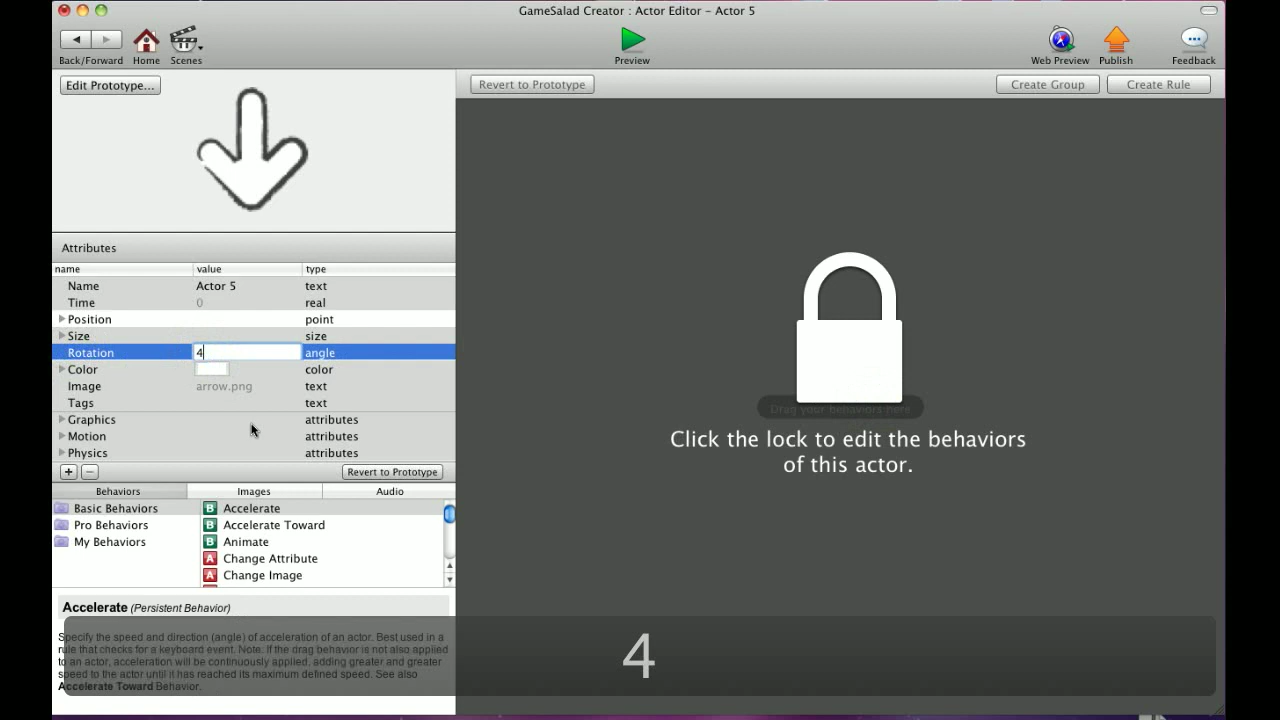 GameSalad Creator : Actor Editor – Actor 5
Back/Forward Home Scenes Preview Web Preview Publish Feedback
Edit Prototype... Revert to Prototype Create Group Create Rule
Attributes
name value type
Name Actor 5 text
Time 0 real
Position point
Size size
Rotation 4 angle
Color color
Image arrow.png text
Tags text
Graphics attributes
Motion attributes
Physics attributes
Drag your behaviors here
Click the lock to edit the behaviors
of this actor.
+ − Revert to Prototype
Behaviors Images Audio
Basic Behaviors B Accelerate
Pro Behaviors B Accelerate Toward
My Behaviors B Animate
A Change Attribute
A Change Image
Accelerate (Persistent Behavior)
Specify the speed and direction (angle) of acceleration of an actor. Best used in a
rule that checks for a keyboard event. Note: If the drag behavior is not also applied
to an actor, acceleration will be continuously applied, adding greater and greater
speed to the actor until it has reached its maximum defined speed. See also
Accelerate Toward Behavior.
4